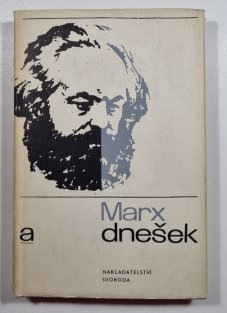 Marx
a dnešek
NAKLADATELSTVÍ
SVOBODA